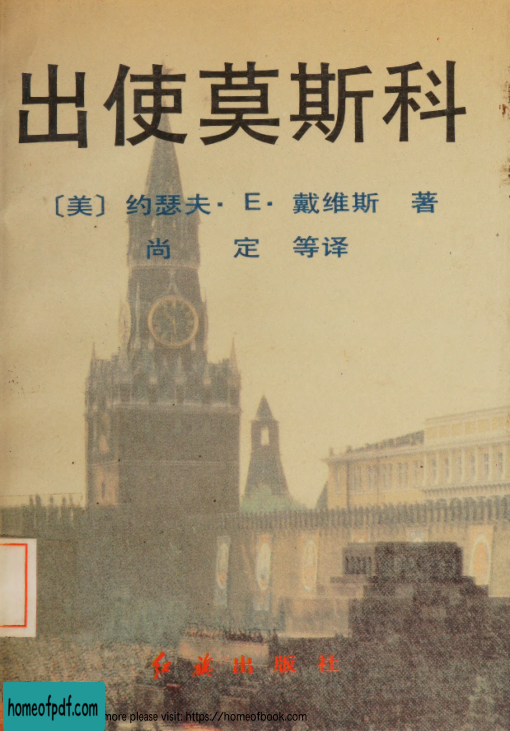 出使莫斯科
〔美〕约瑟夫·E·戴维斯 著
尚 定 等译
红旗出版社
homeofpdf.com
more please visit: https://homeofbook.com